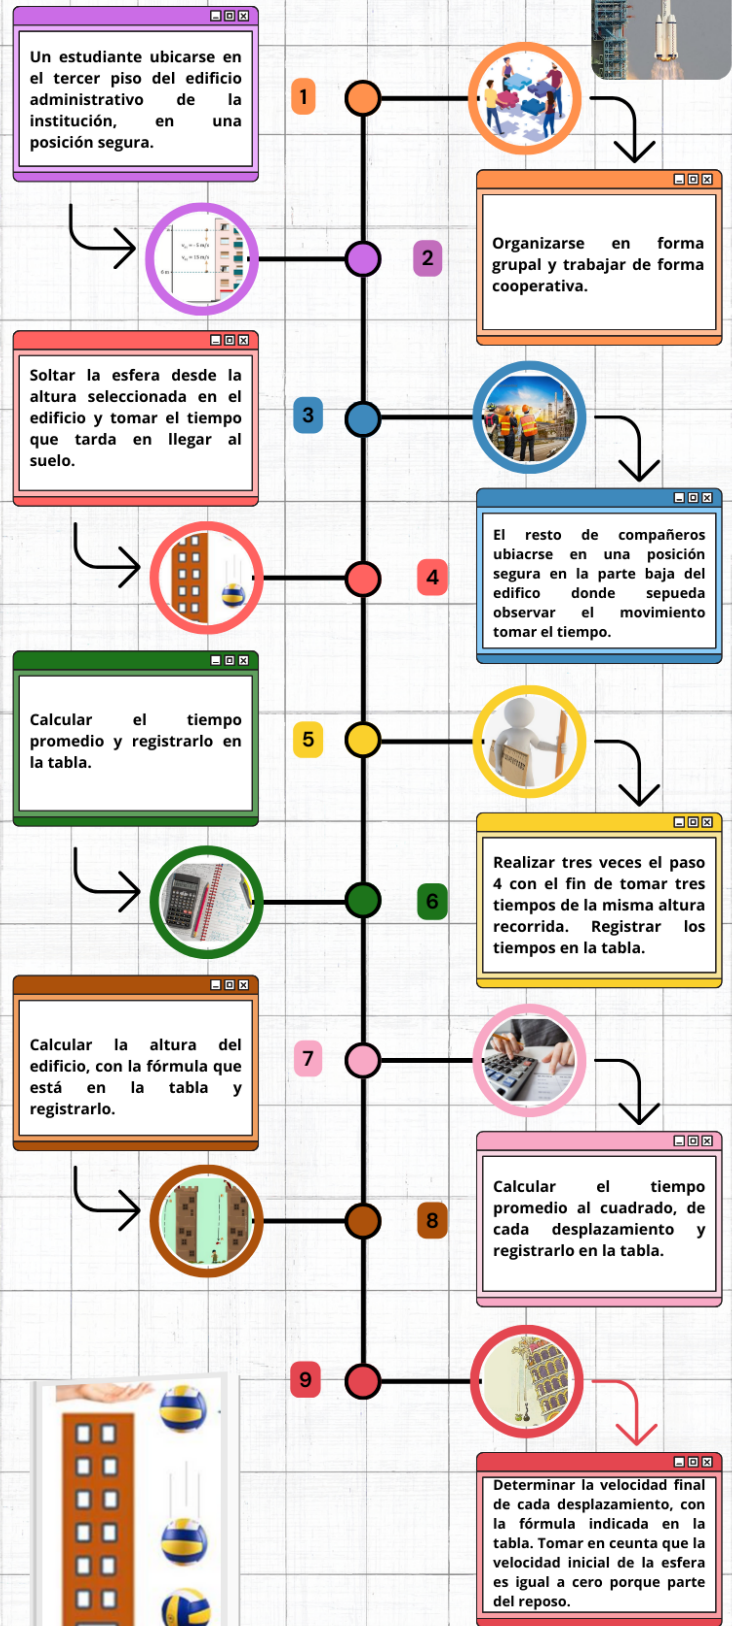 1
Organizarse en forma
grupal y trabajar de forma
cooperativa.
2
Un estudiante ubicarse en
el tercer piso del edificio
administrativo de la
institución, en una
posición segura.
3
El resto de compañeros
ubiacrse en una posición
segura en la parte baja del
edifico donde sepueda
observar el movimiento
tomar el tiempo.
4
Soltar la esfera desde la
altura seleccionada en el
edificio y tomar el tiempo
que tarda en llegar al
suelo.
5
Realizar tres veces el paso
4 con el fin de tomar tres
tiempos de la misma altura
recorrida. Registrar los
tiempos en la tabla.
6
Calcular el tiempo
promedio y registrarlo en
la tabla.
7
Calcular el tiempo
promedio al cuadrado, de
cada desplazamiento y
registrarlo en la tabla.
8
Calcular la altura del
edificio, con la fórmula que
está en la tabla y
registrarlo.
9
Determinar la velocidad final
de cada desplazamiento, con
la fórmula indicada en la
tabla. Tomar en ceunta que la
velocidad inicial de la esfera
es igual a cero porque parte
del reposo.